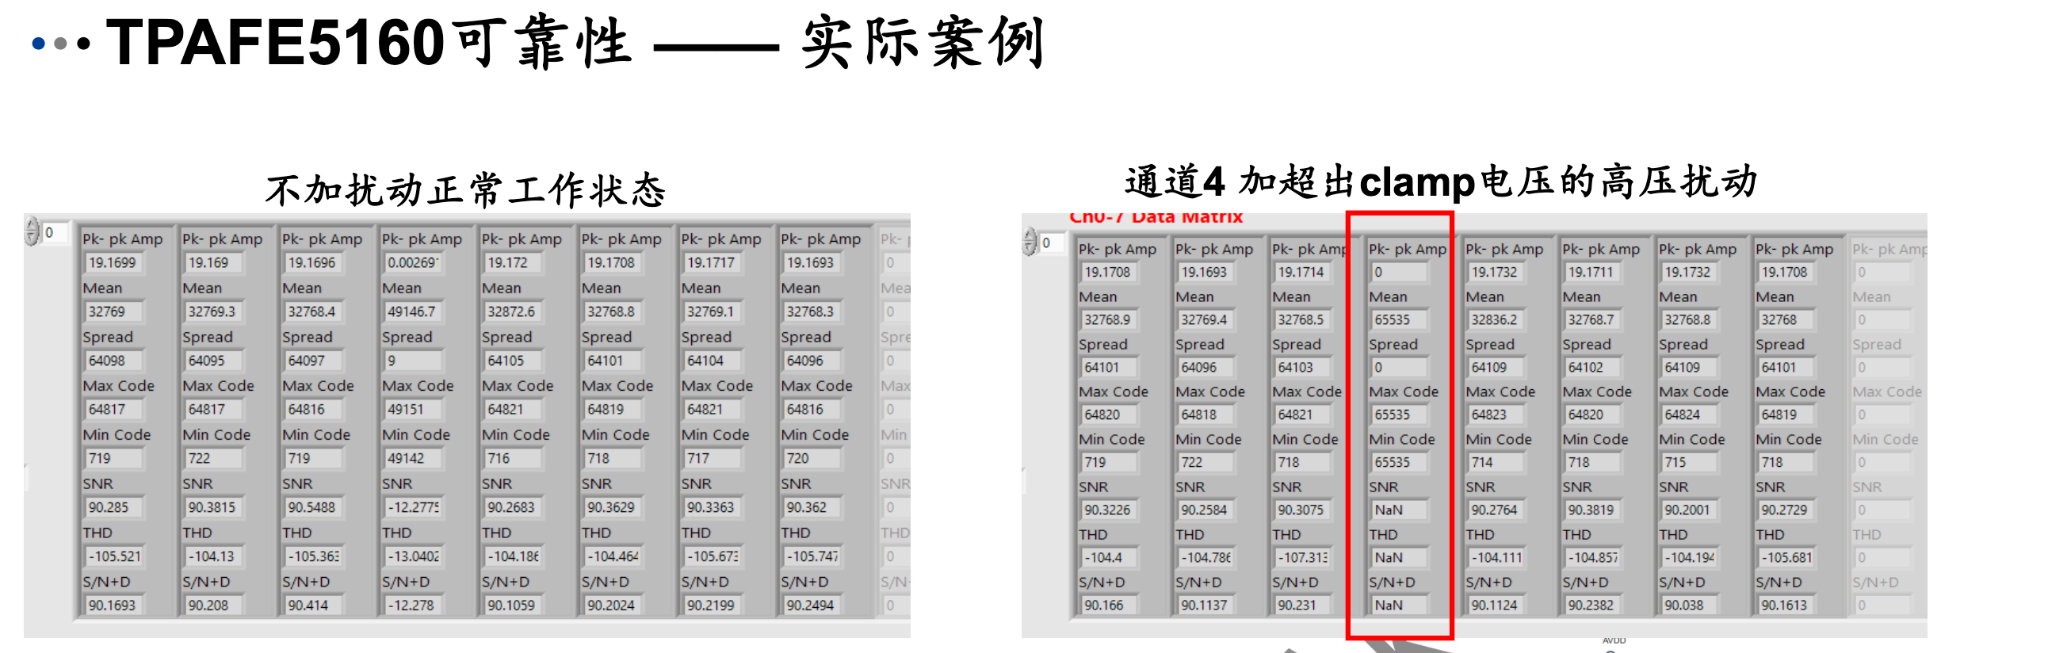 TPAFE5160可靠性 —— 实际案例
不加扰动正常工作状态
0
Pk- pk Amp Pk- pk Amp Pk- pk Amp Pk- pk Amp Pk- pk Amp Pk- pk Amp Pk- pk Amp Pk- pk Amp Pk- p
19.1699 19.169 19.1696 0.00269 19.172 19.1708 19.1717 19.1693 0
Mean Mean Mean Mean Mean Mean Mean Mean Mea
32769 32769.3 32768.4 49146.7 32872.6 32768.8 32769.1 32768.3 0
Spread Spread Spread Spread Spread Spread Spread Spread Spre
64098 64095 64097 9 64105 64101 64104 64096 0
Max Code Max Code Max Code Max Code Max Code Max Code Max Code Max Code Max
64817 64817 64816 49151 64821 64819 64821 64816 0
Min Code Min Code Min Code Min Code Min Code Min Code Min Code Min Code Min
719 722 719 49142 716 718 717 720 0
SNR SNR SNR SNR SNR SNR SNR SNR SNR
90.285 90.3815 90.5488 -12.2775 90.2683 90.3629 90.3363 90.362 0
THD THD THD THD THD THD THD THD THD
-105.521 -104.13 -105.363 -13.0402 -104.186 -104.464 -105.673 -105.747 0
S/N+D S/N+D S/N+D S/N+D S/N+D S/N+D S/N+D S/N+D S/N
90.1693 90.208 90.414 -12.278 90.1059 90.2024 90.2199 90.2494 0
通道4 加超出clamp电压的高压扰动
Ch0-7 Data Matrix
0
Pk- pk Amp Pk- pk Amp Pk- pk Amp Pk- pk Amp Pk- pk Amp Pk- pk Amp Pk- pk Amp Pk- pk Amp Pk- pk Amp
19.1708 19.1693 19.1714 0 19.1732 19.1711 19.1732 19.1708 0
Mean Mean Mean Mean Mean Mean Mean Mean Mean
32768.9 32769.4 32768.5 65535 32836.2 32768.7 32768.8 32768 0
Spread Spread Spread Spread Spread Spread Spread Spread Spread
64101 64096 64103 0 64109 64102 64109 64101 0
Max Code Max Code Max Code Max Code Max Code Max Code Max Code Max Code Max Code
64820 64818 64821 65535 64823 64820 64824 64819 0
Min Code Min Code Min Code Min Code Min Code Min Code Min Code Min Code Min Code
719 722 718 65535 714 718 715 718 0
SNR SNR SNR SNR SNR SNR SNR SNR SNR
90.3226 90.2584 90.3075 NaN 90.2764 90.3819 90.2001 90.2729 0
THD THD THD THD THD THD THD THD THD
-104.4 -104.786 -107.313 NaN -104.111 -104.857 -104.194 -105.681 0
S/N+D S/N+D S/N+D S/N+D S/N+D S/N+D S/N+D S/N+D S/N+D
90.166 90.1137 90.231 NaN 90.1124 90.2382 90.038 90.1613 0
AVDD